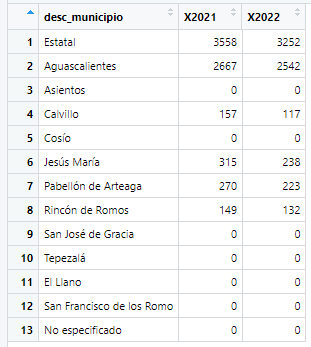 desc_municipio X2021 X2022
1 Estatal 3558 3252
2 Aguascalientes 2667 2542
3 Asientos 0 0
4 Calvillo 157 117
5 Cosío 0 0
6 Jesús María 315 238
7 Pabellón de Arteaga 270 223
8 Rincón de Romos 149 132
9 San José de Gracia 0 0
10 Tepezalá 0 0
11 El Llano 0 0
12 San Francisco de los Romo 0 0
13 No especificado 0 0